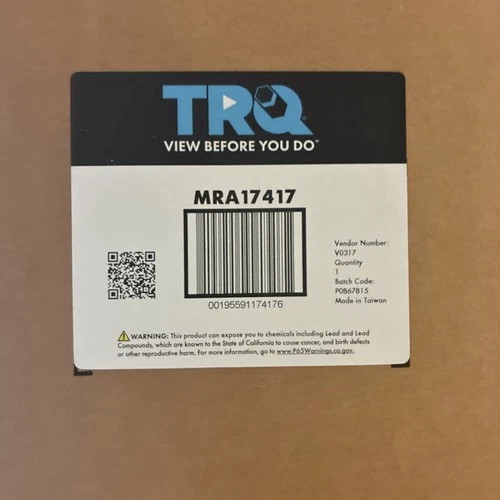 TRQ
VIEW BEFORE YOU DO™
MRA17417
00195591174176
Vendor Number:
V0317
Quantity
1
Batch Code:
P0867815
Made in Taiwan
⚠ WARNING: This product can expose you to chemicals including Lead and Lead
Compounds, which are known to the State of California to cause cancer, and birth defects
or other reproductive harm. For more information, go to www.P65Warnings.ca.gov.